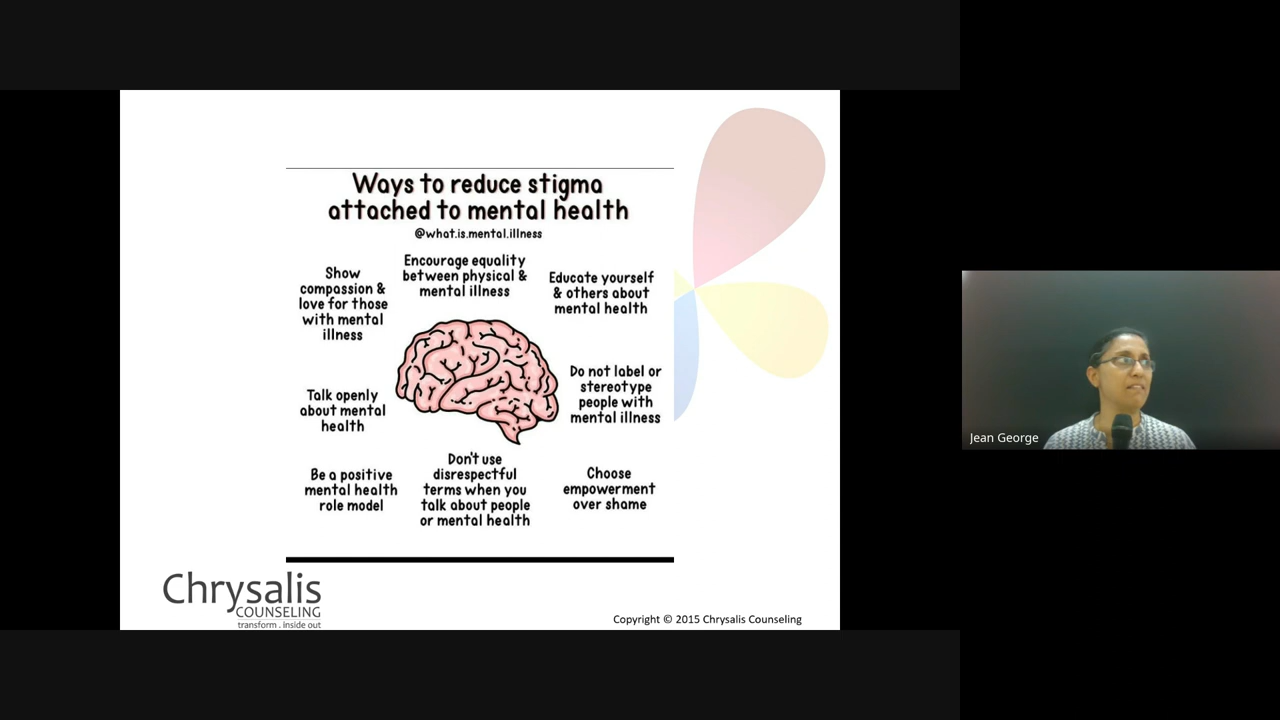 Ways to reduce stigma
attached to mental health
@what.is.mental.illness
Show
compassion &
love for those
with mental
illness
Encourage equality
between physical &
mental illness
Educate yourself
& others about
mental health
Talk openly
about mental
health
Do not label or
stereotype
people with
mental illness
Be a positive
mental health
role model
Don't use
disrespectful
terms when you
talk about people
or mental health
Choose
empowerment
over shame
Chrysalis
COUNSELING
transform . inside out
Copyright © 2015 Chrysalis Counseling
Jean George